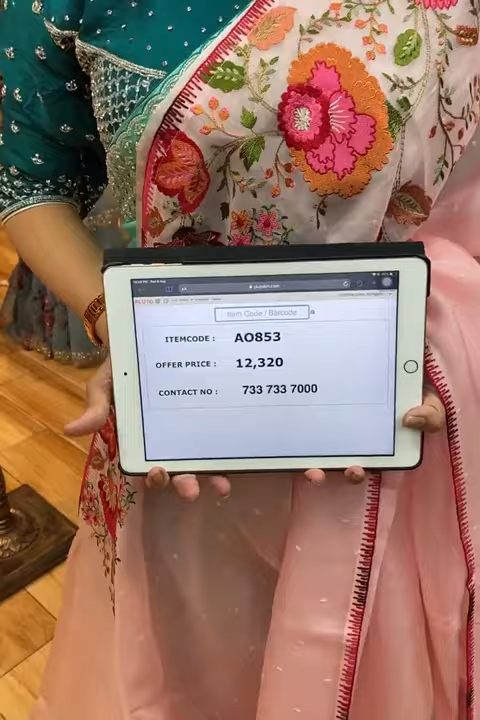 Item Code / Barcode
ITEMCODE : AO853
OFFER PRICE : 12,320
CONTACT NO : 733 733 7000